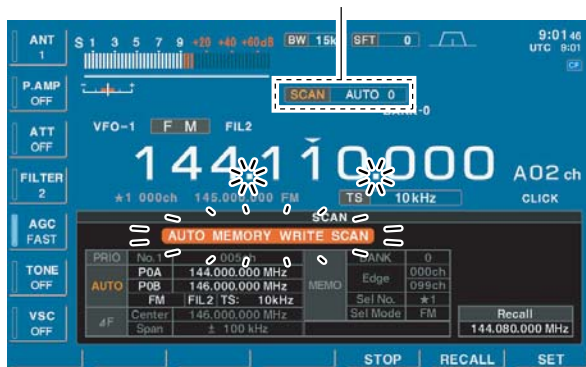 ANT
1
S 1 3 5 7 9 +20 +40 +60dB
BW 15k
SFT 0
9:01 46
UTC 9:01
CF
P.AMP
OFF
SCAN AUTO 0
BANK-0
ATT
OFF
VFO-1 F M FIL2
144.110.000
A02 ch
FILTER
2
★1 000ch 145.000.000 FM
TS 10kHz
CLICK
SCAN
AGC
FAST
AUTO MEMORY WRITE SCAN
PRIO No.1 005ch
BANK 0
TONE
OFF
AUTO
P0A 144.000.000 MHz
P0B 146.000.000 MHz
FM FIL2 TS: 10kHz
MEMO
Edge 000ch
099ch
Sel No. ★1
VSC
OFF
⊿F
Center 146.000.000 MHz
Span ± 100 kHz
Sel Mode FM
Recall
144.080.000 MHz
STOP RECALL SET